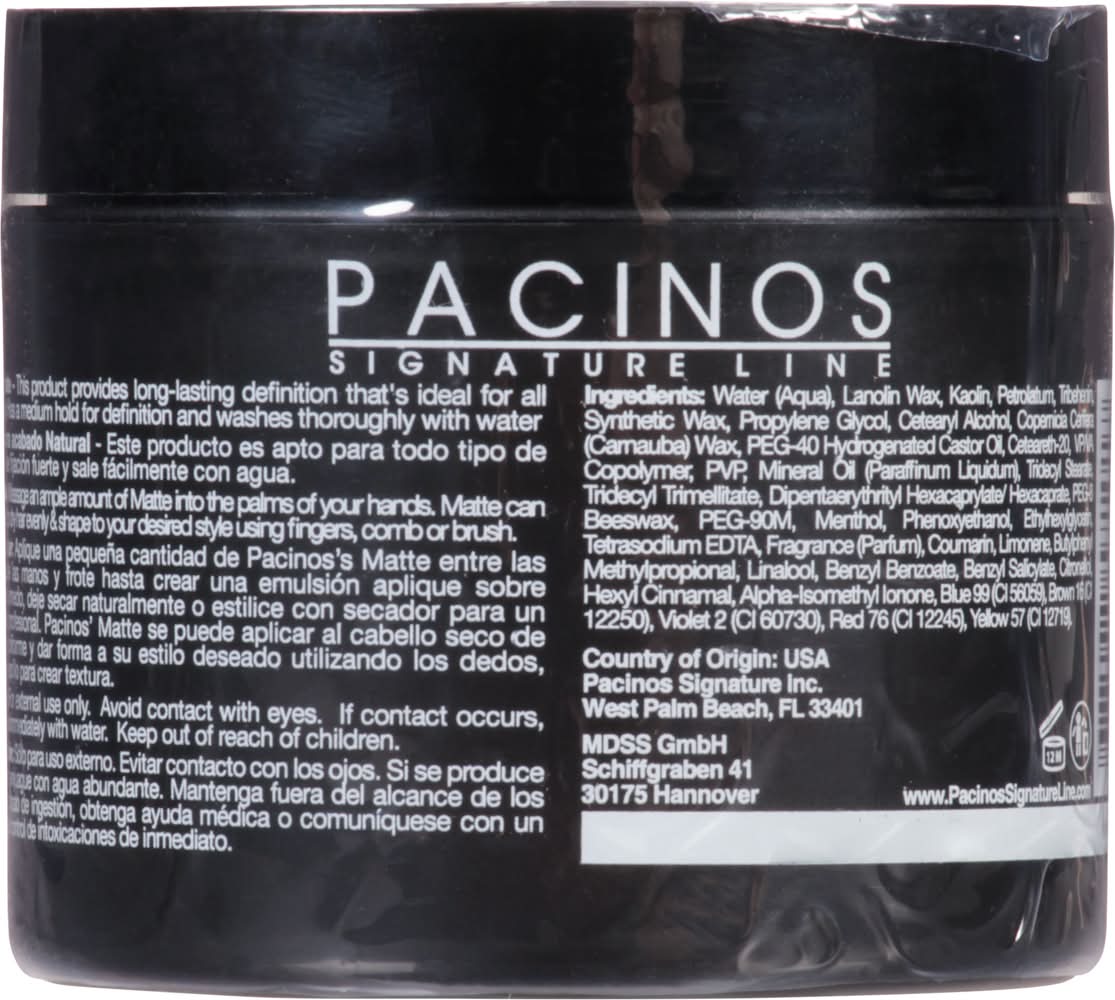 PACINOS
SIGNATURE LINE
- This product provides long-lasting definition that's ideal for all
a medium hold for definition and washes thoroughly with water
acabado Natural - Este producto es apto para todo tipo de
fuerte y sale fácilmente con agua.
an ample amount of Matte into the palms of your hands. Matte can
evenly & shape to your desired style using fingers, comb or brush.
Aplique una pequeña cantidad de Pacinos's Matte entre las
manos y frote hasta crear una emulsión aplique sobre
deje secar naturalmente o estilice con secador para un
Pacinos' Matte se puede aplicar al cabello seco de
y dar forma a su estilo deseado utilizando los dedos,
para crear textura.
external use only. Avoid contact with eyes. If contact occurs,
with water. Keep out of reach of children.
Solo para uso externo. Evitar contacto con los ojos. Si se produce
con agua abundante. Mantenga fuera del alcance de los
de ingestión, obtenga ayuda médica o comuníquese con un
de intoxicaciones de inmediato.
Ingredients: Water (Aqua), Lanolin Wax, Kaolin, Petrolatum, Tribehenin,
Synthetic Wax, Propylene Glycol, Cetearyl Alcohol, Copernicia
(Carnauba) Wax, PEG-40 Hydrogenated Castor Oil, Ceteareth-20, VP/VA
Copolymer, PVP, Mineral Oil (Paraffinum Liquidum), Tridecyl Stearate,
Tridecyl Trimellitate, Dipentaerythrityl Hexacaprylate/ Hexacaprate,
Beeswax, PEG-90M, Menthol, Phenoxyethanol, Ethylhexylglycerin,
Tetrasodium EDTA, Fragrance (Parfum), Coumarin, Limonene,
Methylpropional, Linalool, Benzyl Benzoate, Benzyl Salicylate,
Hexyl Cinnamal, Alpha-Isomethyl Ionone, Blue 99 (CI 56059), Brown 16 (CI
12250), Violet 2 (CI 60730), Red 76 (CI 12245), Yellow 57 (CI 12719).
Country of Origin: USA
Pacinos Signature Inc.
West Palm Beach, FL 33401
MDSS GmbH
Schiffgraben 41
30175 Hannover
12M
www.PacinosSignatureLine.com